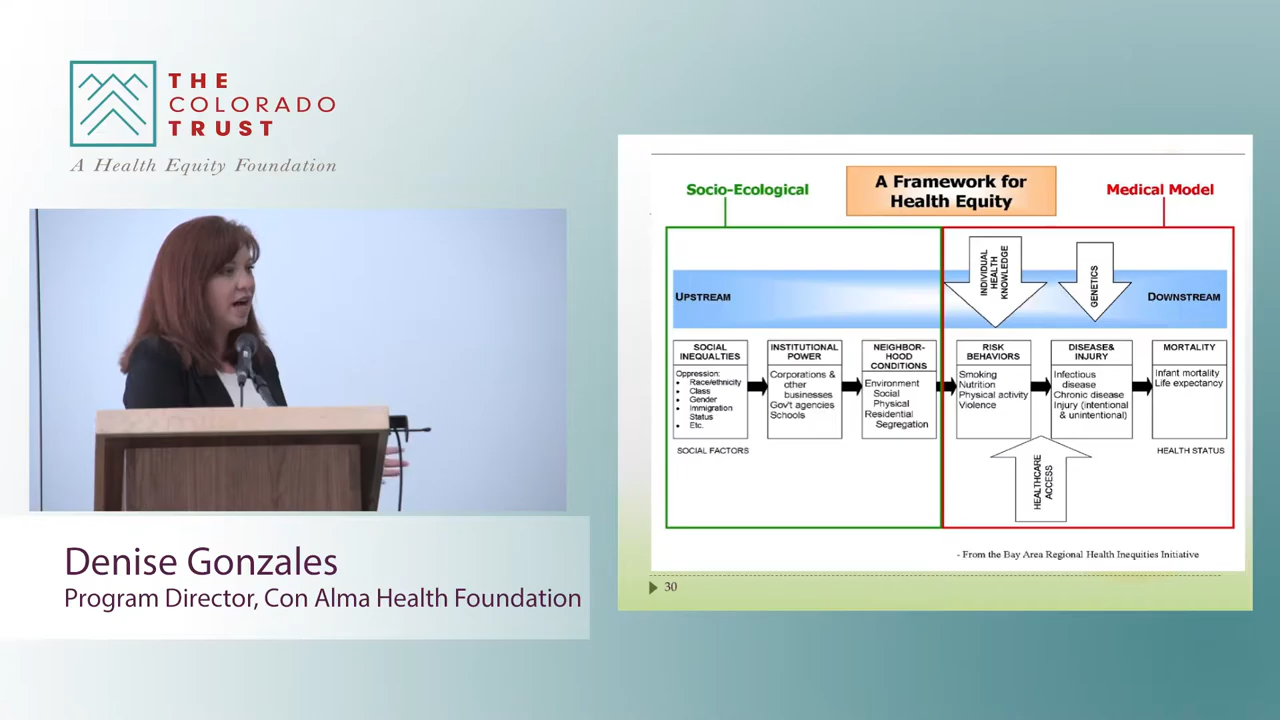 THE
COLORADO
TRUST
A Health Equity Foundation
Denise Gonzales
Program Director, Con Alma Health Foundation
Socio-Ecological
A Framework for
Health Equity
Medical Model
UPSTREAM
INDIVIDUAL
HEALTH
KNOWLEDGE
GENETICS
DOWNSTREAM
SOCIAL
INEQUALTIES
Oppression:
• Race/ethnicity
• Class
• Gender
• Immigration
Status
• Etc.
INSTITUTIONAL
POWER
Corporations &
other
businesses
Gov't agencies
Schools
NEIGHBOR-
HOOD
CONDITIONS
Environment
Social
Physical
Residential
Segregation
RISK
BEHAVIORS
Smoking
Nutrition
Physical activity
Violence
DISEASE&
INJURY
Infectious
disease
Chronic disease
Injury (intentional
& unintentional)
MORTALITY
Infant mortality
Life expectancy
SOCIAL FACTORS
HEALTHCARE
ACCESS
HEALTH STATUS
- From the Bay Area Regional Health Inequities Initiative
30